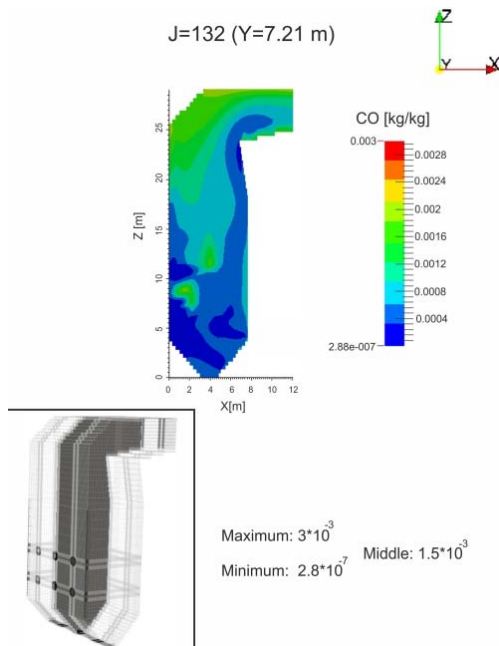 J=132 (Y=7.21 m)
Z
Y
X
CO [kg/kg]
0.003
0.0028
0.0024
0.002
0.0016
0.0012
0.0008
0.0004
2.88e-007
Z [m]
25
20
15
10
5
0
0 2 4 6 8 10 12
X[m]
Maximum: 3*10^-3
Minimum: 2.8*10^-7
Middle: 1.5*10^-3